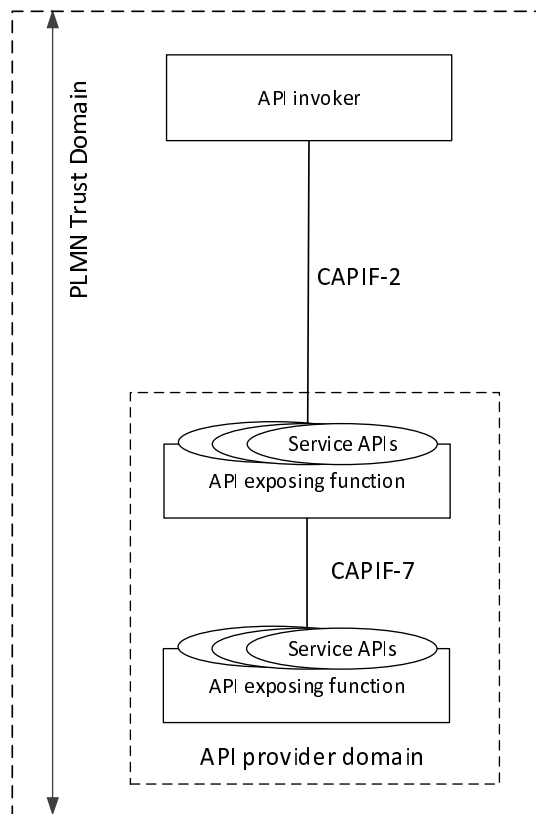 API invoker
PLMN Trust Domain
CAPIF-2
Service APIs
API exposing function
CAPIF-7
Service APIs
API exposing function
API provider domain